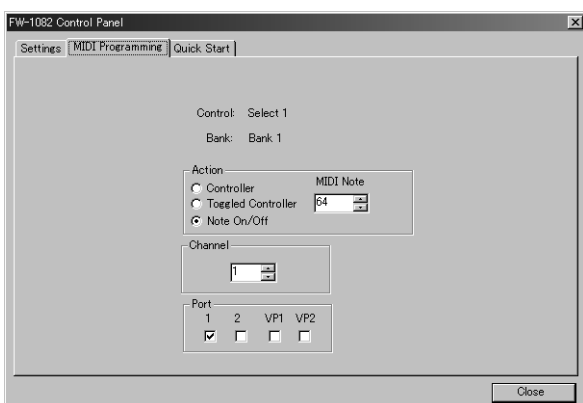 FW-1082 Control Panel
Settings MIDI Programming Quick Start
Control: Select 1
Bank: Bank 1
Action
Controller
Toggled Controller
Note On/Off
MIDI Note
64
Channel
1
Port
1 2 VP1 VP2
Close